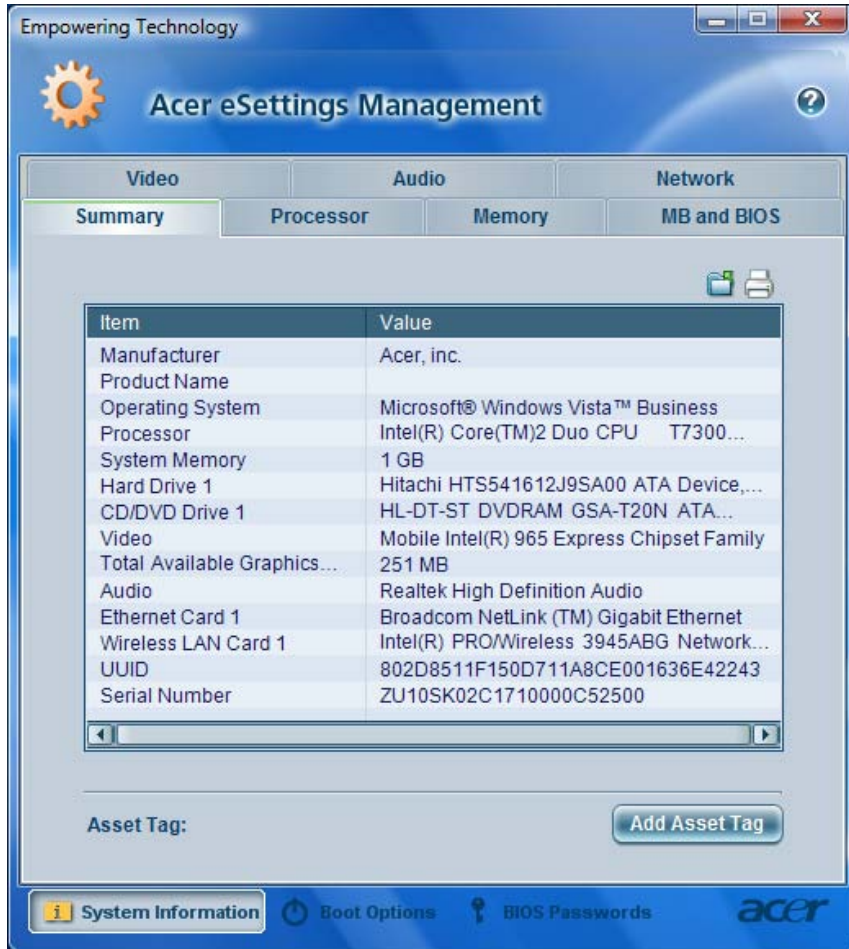 Empowering Technology
Acer eSettings Management
Video Audio Network
Summary Processor Memory MB and BIOS
Item Value
Manufacturer Acer, inc.
Product Name
Operating System Microsoft® Windows Vista™ Business
Processor Intel(R) Core(TM)2 Duo CPU T7300...
System Memory 1 GB
Hard Drive 1 Hitachi HTS541612J9SA00 ATA Device,...
CD/DVD Drive 1 HL-DT-ST DVDRAM GSA-T20N ATA...
Video Mobile Intel(R) 965 Express Chipset Family
Total Available Graphics... 251 MB
Audio Realtek High Definition Audio
Ethernet Card 1 Broadcom NetLink (TM) Gigabit Ethernet
Wireless LAN Card 1 Intel(R) PRO/Wireless 3945ABG Network...
UUID 802D8511F150D711A8CE001636E42243
Serial Number ZU10SK02C1710000C52500
Asset Tag: Add Asset Tag
System Information Boot Options BIOS Passwords acer